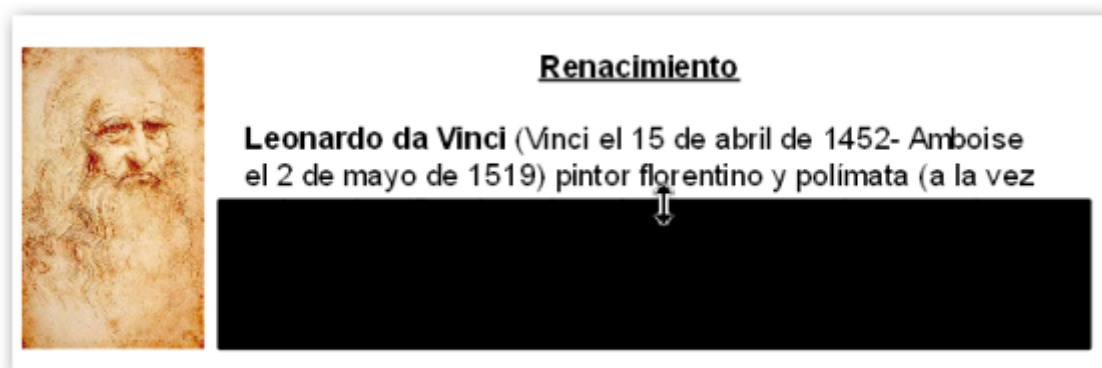 Renacimiento
Leonardo da Vinci (Vinci el 15 de abril de 1452- Amboise
el 2 de mayo de 1519) pintor florentino y polímata (a la vez